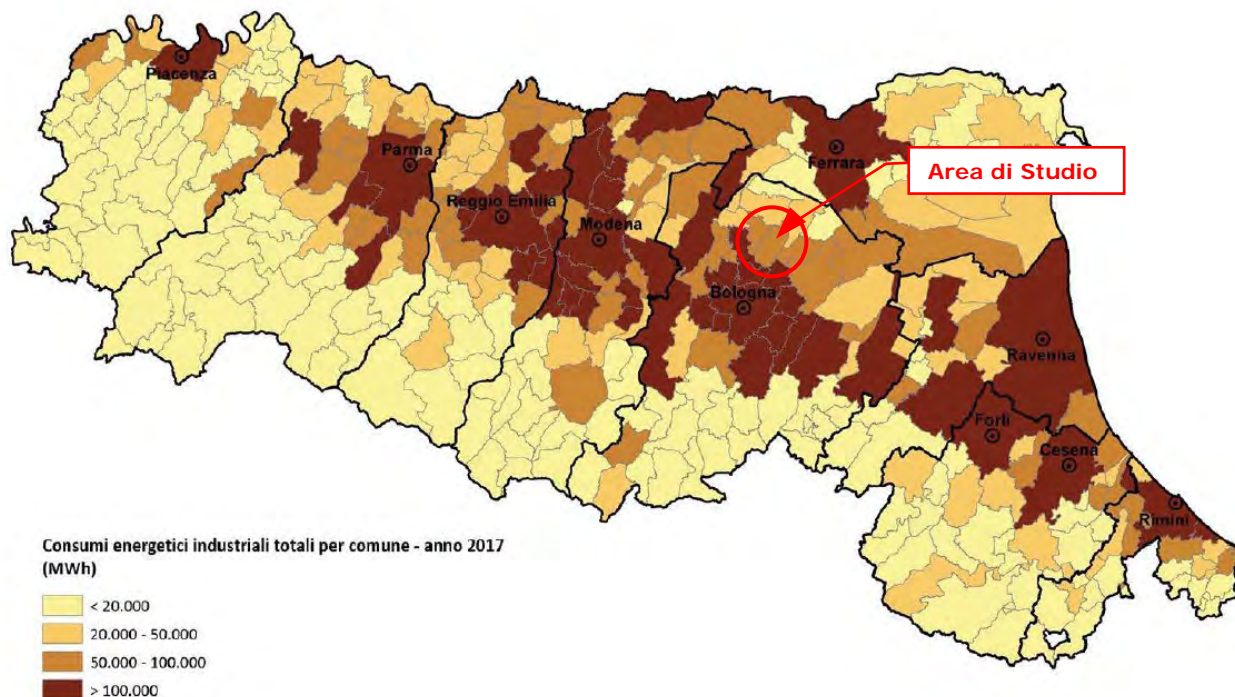 Piacenza
Parma
Reggio Emilia
Modena
Ferrara
Area di Studio
Bologna
Ravenna
Forlì
Cesena
Rimini
Consumi energetici industriali totali per comune - anno 2017
(MWh)
< 20.000
20.000 - 50.000
50.000 - 100.000
> 100.000